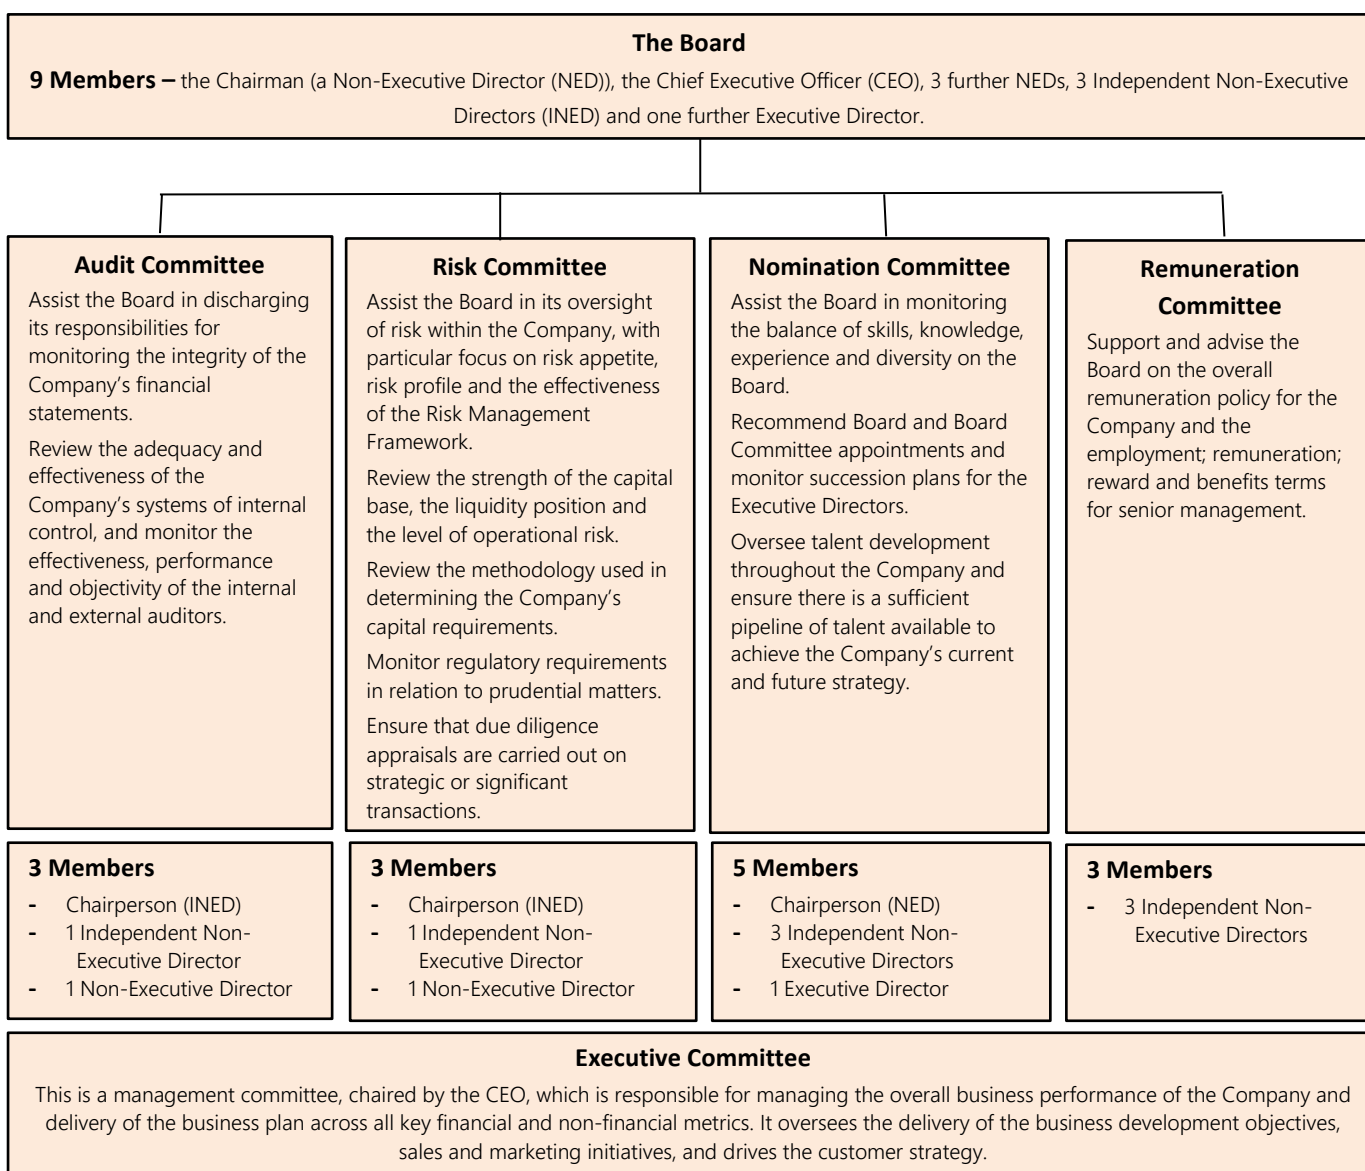 The Board
9 Members – the Chairman (a Non-Executive Director (NED)), the Chief Executive Officer (CEO), 3 further NEDs, 3 Independent Non-Executive
Directors (INED) and one further Executive Director.
Audit Committee
Assist the Board in discharging
its responsibilities for
monitoring the integrity of the
Company's financial
statements.
Review the adequacy and
effectiveness of the
Company's systems of internal
control, and monitor the
effectiveness, performance
and objectivity of the internal
and external auditors.
Risk Committee
Assist the Board in its oversight
of risk within the Company, with
particular focus on risk appetite,
risk profile and the effectiveness
of the Risk Management
Framework.
Review the strength of the capital
base, the liquidity position and
the level of operational risk.
Review the methodology used in
determining the Company's
capital requirements.
Monitor regulatory requirements
in relation to prudential matters.
Ensure that due diligence
appraisals are carried out on
strategic or significant
transactions.
Nomination Committee
Assist the Board in monitoring
the balance of skills, knowledge,
experience and diversity on the
Board.
Recommend Board and Board
Committee appointments and
monitor succession plans for the
Executive Directors.
Oversee talent development
throughout the Company and
ensure there is a sufficient
pipeline of talent available to
achieve the Company's current
and future strategy.
Remuneration
Committee
Support and advise the
Board on the overall
remuneration policy for the
Company and the
employment; remuneration;
reward and benefits terms
for senior management.
3 Members
- Chairperson (INED)
- 1 Independent Non-
Executive Director
- 1 Non-Executive Director
3 Members
- Chairperson (INED)
- 1 Independent Non-
Executive Director
- 1 Non-Executive Director
5 Members
- Chairperson (NED)
- 3 Independent Non-
Executive Directors
- 1 Executive Director
3 Members
- 3 Independent Non-
Executive Directors
Executive Committee
This is a management committee, chaired by the CEO, which is responsible for managing the overall business performance of the Company and
delivery of the business plan across all key financial and non-financial metrics. It oversees the delivery of the business development objectives,
sales and marketing initiatives, and drives the customer strategy.